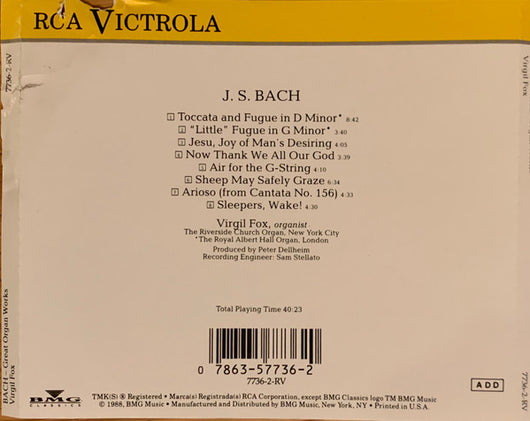 RCA VICTROLA
J. S. BACH
1 Toccata and Fugue in D Minor* 8:42
2 "Little" Fugue in G Minor* 3:40
3 Jesu, Joy of Man's Desiring 4:05
4 Now Thank We All Our God 3:39
5 Air for the G-String 4:10
6 Sheep May Safely Graze 6:34
7 Arioso (from Cantata No. 156) 4:33
8 Sleepers, Wake! 4:30
Virgil Fox, organist
The Riverside Church Organ, New York City
*The Royal Albert Hall Organ, London
Produced by Peter Dellheim
Recording Engineer: Sam Stellato
Total Playing Time 40:23
0 7863-57736-2
7736-2-RV
BMG
CLASSICS
TMK(S) ® Registered • Marca(s) Registrada(s) RCA Corporation, except BMG Classics logo TM BMG Music
© 1988, BMG Music • Manufactured and Distributed by BMG Music, New York, NY • Printed in U.S.A.
ADD
7736-2-RV
BACH – Great Organ Works
Virgil Fox
Virgil Fox
7736-2-RV